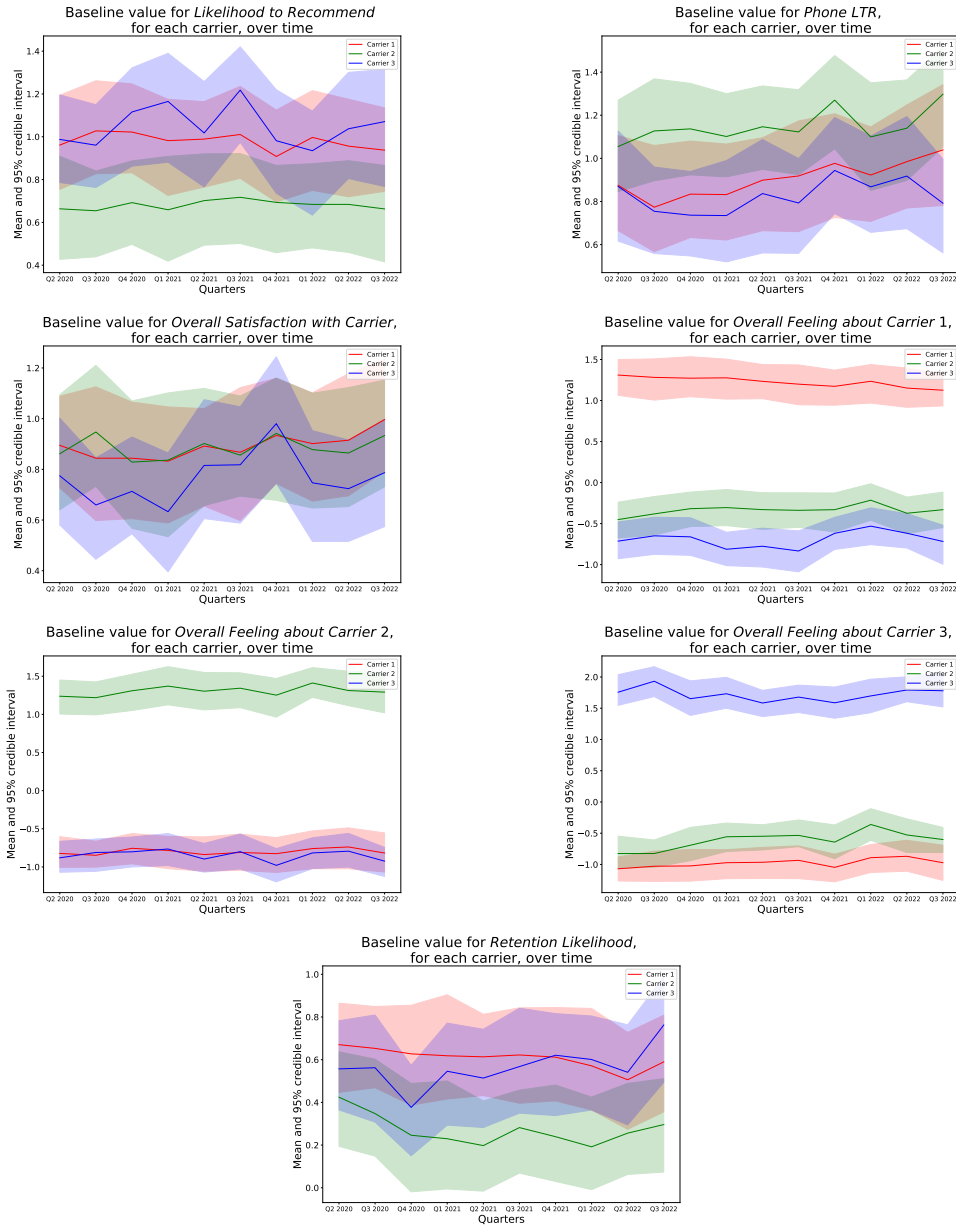 Baseline value for Likelihood to Recommend
for each carrier, over time
Mean and 95% credible interval
1.4
1.2
1.0
0.8
0.6
0.4
Carrier 1
Carrier 2
Carrier 3
Q2 2020 Q3 2020 Q4 2021 Q1 2021 Q2 2021 Q3 2021 Q4 2021 Q1 2022 Q2 2022 Q3 2022
Quarters
Baseline value for Phone LTR,
for each carrier, over time
Mean and 95% credible interval
1.4
1.2
1.0
0.8
0.6
Carrier 1
Carrier 2
Carrier 3
Q2 2020 Q3 2020 Q4 2021 Q1 2021 Q2 2021 Q3 2021 Q4 2021 Q1 2022 Q2 2022 Q3 2022
Quarters
Baseline value for Overall Satisfaction with Carrier,
for each carrier, over time
Mean and 95% credible interval
1.2
1.0
0.8
0.6
0.4
Carrier 1
Carrier 2
Carrier 3
Q2 2020 Q3 2020 Q4 2021 Q1 2021 Q2 2021 Q3 2021 Q4 2021 Q1 2022 Q2 2022 Q3 2022
Quarters
Baseline value for Overall Feeling about Carrier 1,
for each carrier, over time
Mean and 95% credible interval
1.5
1.0
0.5
0.0
−0.5
−1.0
Carrier 1
Carrier 2
Carrier 3
Q2 2020 Q3 2020 Q4 2021 Q1 2021 Q2 2021 Q3 2021 Q4 2021 Q1 2022 Q2 2022 Q3 2022
Quarters
Baseline value for Overall Feeling about Carrier 2,
for each carrier, over time
Mean and 95% credible interval
1.5
1.0
0.5
0.0
−0.5
−1.0
Carrier 1
Carrier 2
Carrier 3
Q2 2020 Q3 2020 Q4 2021 Q1 2021 Q2 2021 Q3 2021 Q4 2021 Q1 2022 Q2 2022 Q3 2022
Quarters
Baseline value for Overall Feeling about Carrier 3,
for each carrier, over time
Mean and 95% credible interval
2.0
1.5
1.0
0.5
0.0
−0.5
−1.0
Carrier 1
Carrier 2
Carrier 3
Q2 2020 Q3 2020 Q4 2021 Q1 2021 Q2 2021 Q3 2021 Q4 2021 Q1 2022 Q2 2022 Q3 2022
Quarters
Baseline value for Retention Likelihood,
for each carrier, over time
Mean and 95% credible interval
1.0
0.8
0.6
0.4
0.2
0.0
Carrier 1
Carrier 2
Carrier 3
Q2 2020 Q3 2020 Q4 2021 Q1 2021 Q2 2021 Q3 2021 Q4 2021 Q1 2022 Q2 2022 Q3 2022
Quarters